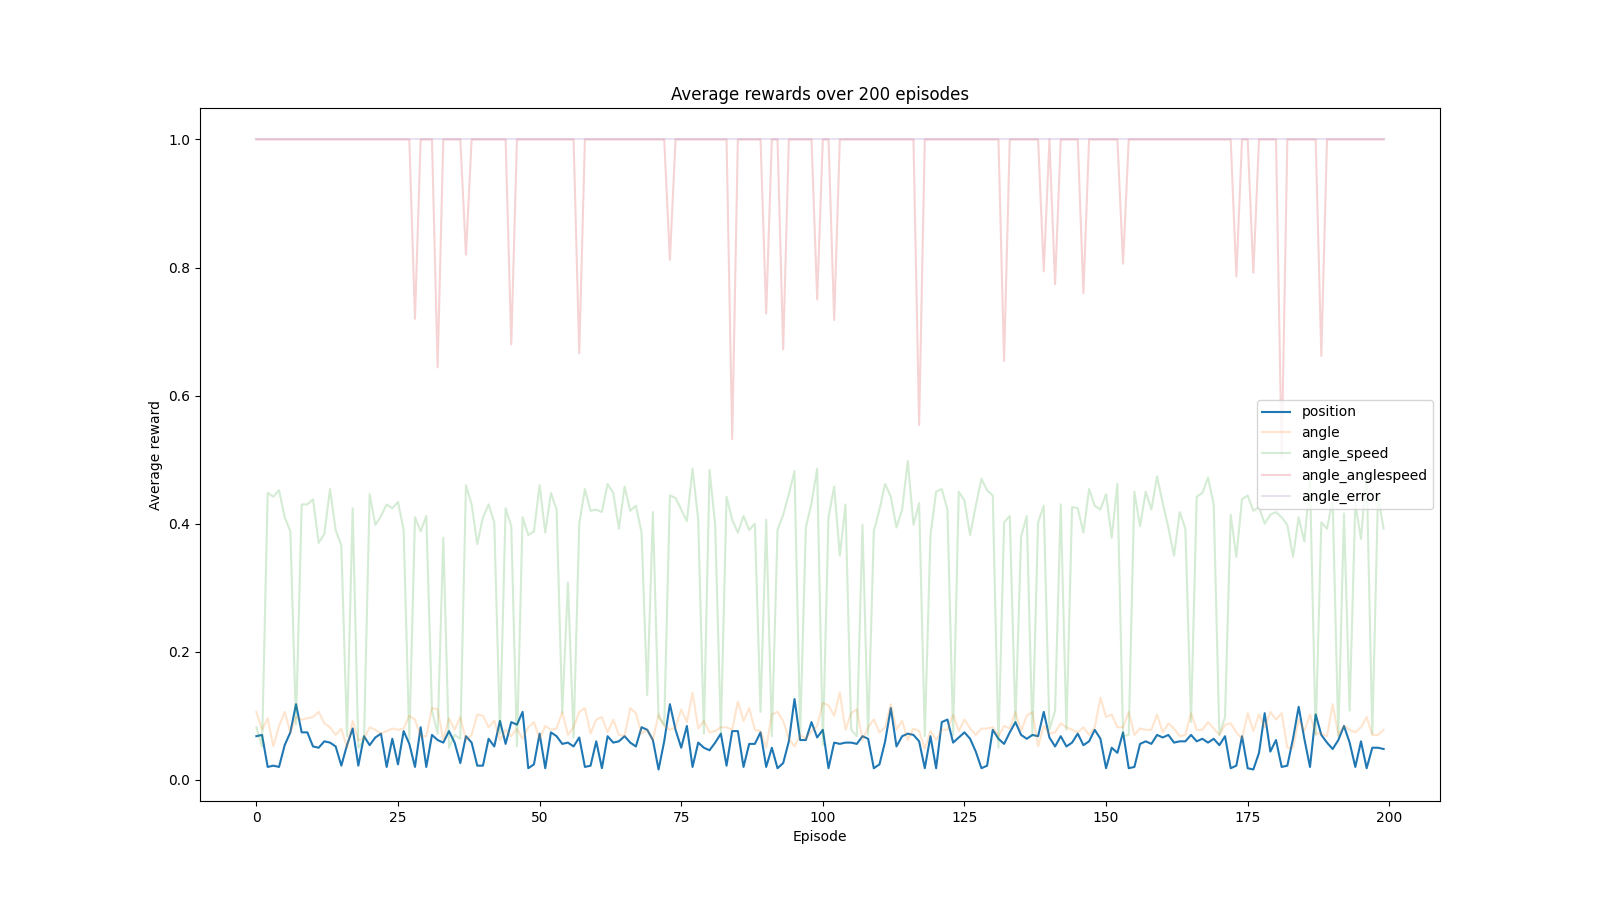 Average rewards over 200 episodes
1.0
0.8
0.6
0.4
0.2
0.0
Average reward
0 25 50 75 100 125 150 175 200
Episode
position
angle
angle_speed
angle_anglespeed
angle_error